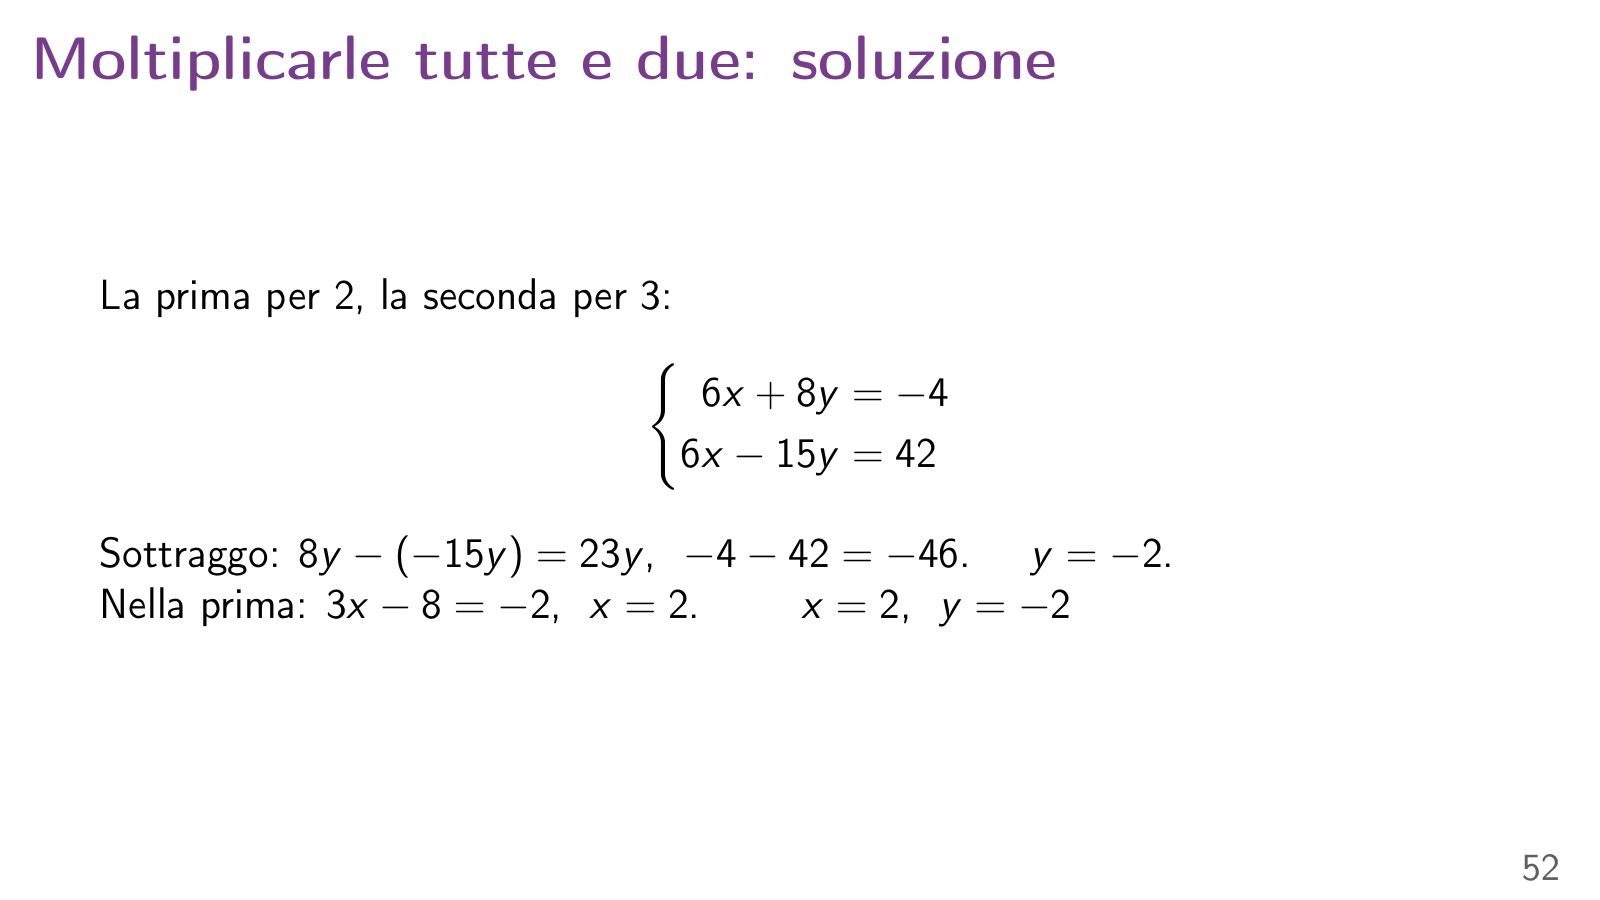 Moltiplicarle tutte e due: soluzione
La prima per 2, la seconda per 3:
6x + 8y = −4
6x − 15y = 42
Sottraggo: 8y − (−15y) = 23y, −4 − 42 = −46. y = −2.
Nella prima: 3x − 8 = −2, x = 2. x = 2, y = −2
52